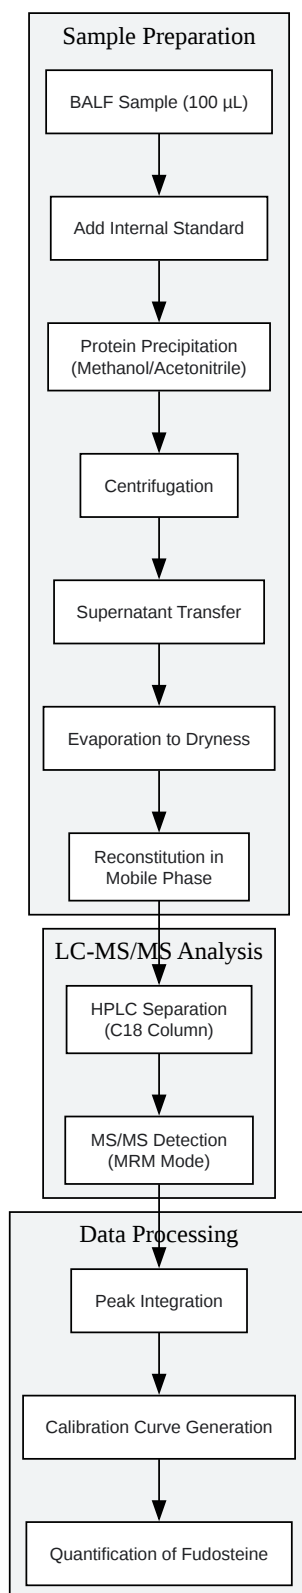 Sample Preparation
BALF Sample (100 µL)
Add Internal Standard
Protein Precipitation
(Methanol/Acetonitrile)
Centrifugation
Supernatant Transfer
Evaporation to Dryness
Reconstitution in
Mobile Phase
LC-MS/MS Analysis
HPLC Separation
(C18 Column)
MS/MS Detection
(MRM Mode)
Data Processing
Peak Integration
Calibration Curve Generation
Quantification of Fudosteine